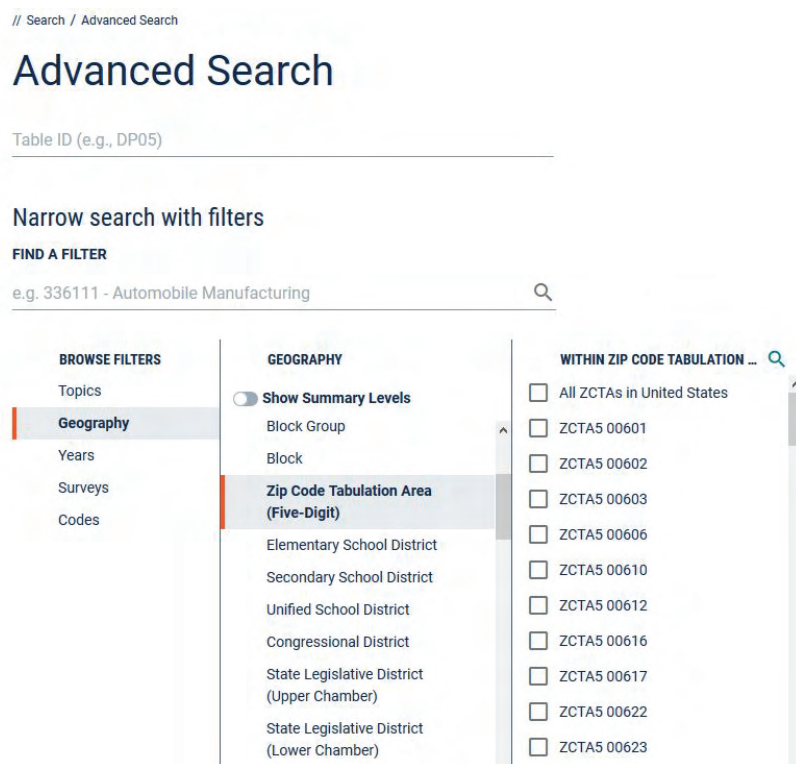 // Search / Advanced Search
Advanced Search
Table ID (e.g., DP05)
Narrow search with filters
FIND A FILTER
e.g. 336111 - Automobile Manufacturing
BROWSE FILTERS
Topics
Geography
Years
Surveys
Codes
GEOGRAPHY
Show Summary Levels
Block Group
Block
Zip Code Tabulation Area
(Five-Digit)
Elementary School District
Secondary School District
Unified School District
Congressional District
State Legislative District
(Upper Chamber)
State Legislative District
(Lower Chamber)
WITHIN ZIP CODE TABULATION ...
All ZCTAs in United States
ZCTA5 00601
ZCTA5 00602
ZCTA5 00603
ZCTA5 00606
ZCTA5 00610
ZCTA5 00612
ZCTA5 00616
ZCTA5 00617
ZCTA5 00622
ZCTA5 00623